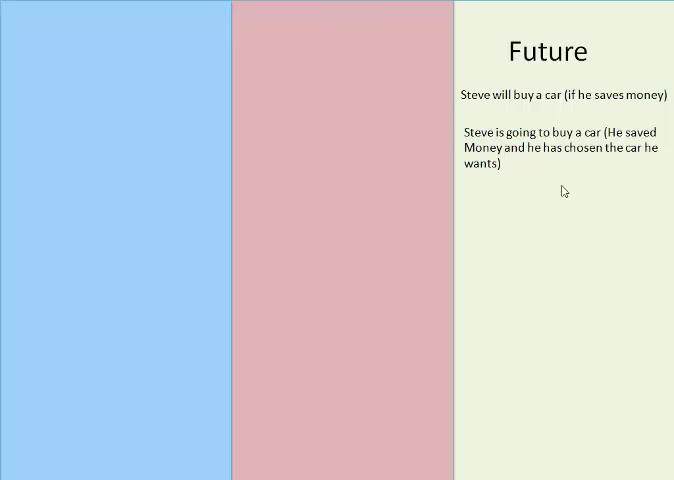 Future
Steve will buy a car (if he saves money)
Steve is going to buy a car (He saved
Money and he has chosen the car he
wants)